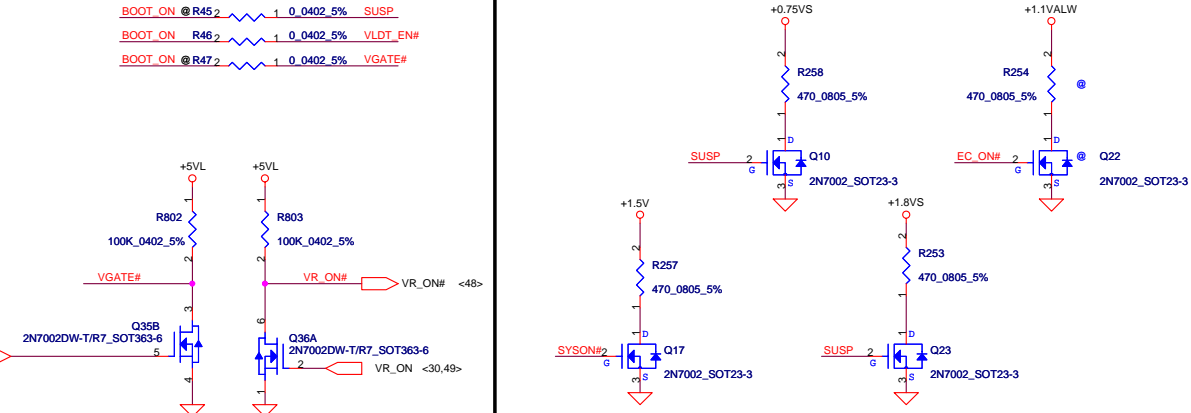 BOOT_ON @ R45 2 1 0_0402_5% SUSP
BOOT_ON R46 2 1 0_0402_5% VLDT_EN#
BOOT_ON @ R47 2 1 0_0402_5% VGATE#
+5VL
1
R802
100K_0402_5%
2
VGATE#
3
Q35B
2N7002DW-T/R7_SOT363-6
5
4
+5VL
1
R803
100K_0402_5%
2
VR_ON#
VR_ON# <48>
6
Q36A
2N7002DW-T/R7_SOT363-6
2
VR_ON <30,49>
1
+0.75VS
2
R258
470_0805_5%
1
1 D
SUSP 2
G
Q10
2N7002_SOT23-3
3 S
+1.1VALW
2
R254
470_0805_5%
@
1
1 D
EC_ON# 2
G
@
Q22
2N7002_SOT23-3
3 S
+1.5V
2
R257
470_0805_5%
1
1 D
SYSON# 2
G
Q17
2N7002_SOT23-3
3 S
+1.8VS
2
R253
470_0805_5%
1
1 D
SUSP 2
G
Q23
2N7002_SOT23-3
3 S